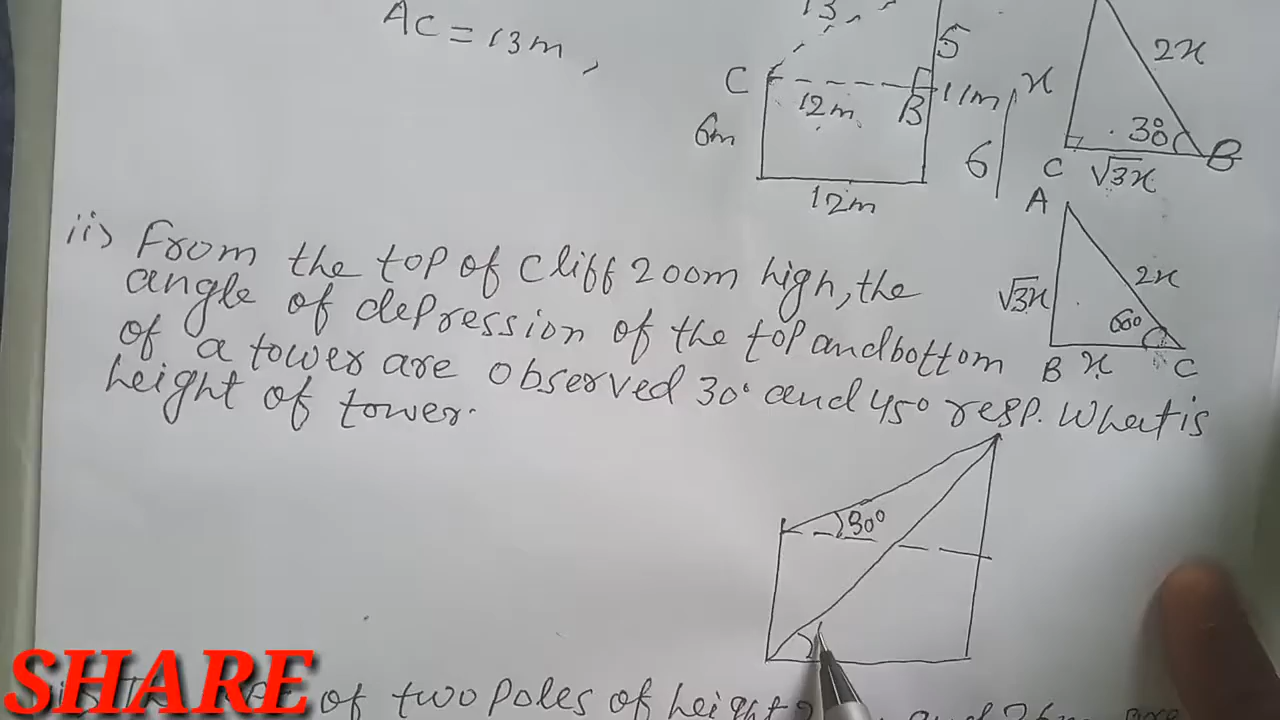 AC = 13m,
13
5
C
12m
B
11m
6m
6
12m
x
2x
30°
C
√3x
B
A
√3x
2x
60°
B x C
ii) From the top of cliff 200m high, the
angle of depression of the top and bottom
of a tower are observed 30° and 45° resp. What is
height of tower.
30°
SHARE
of two poles of height